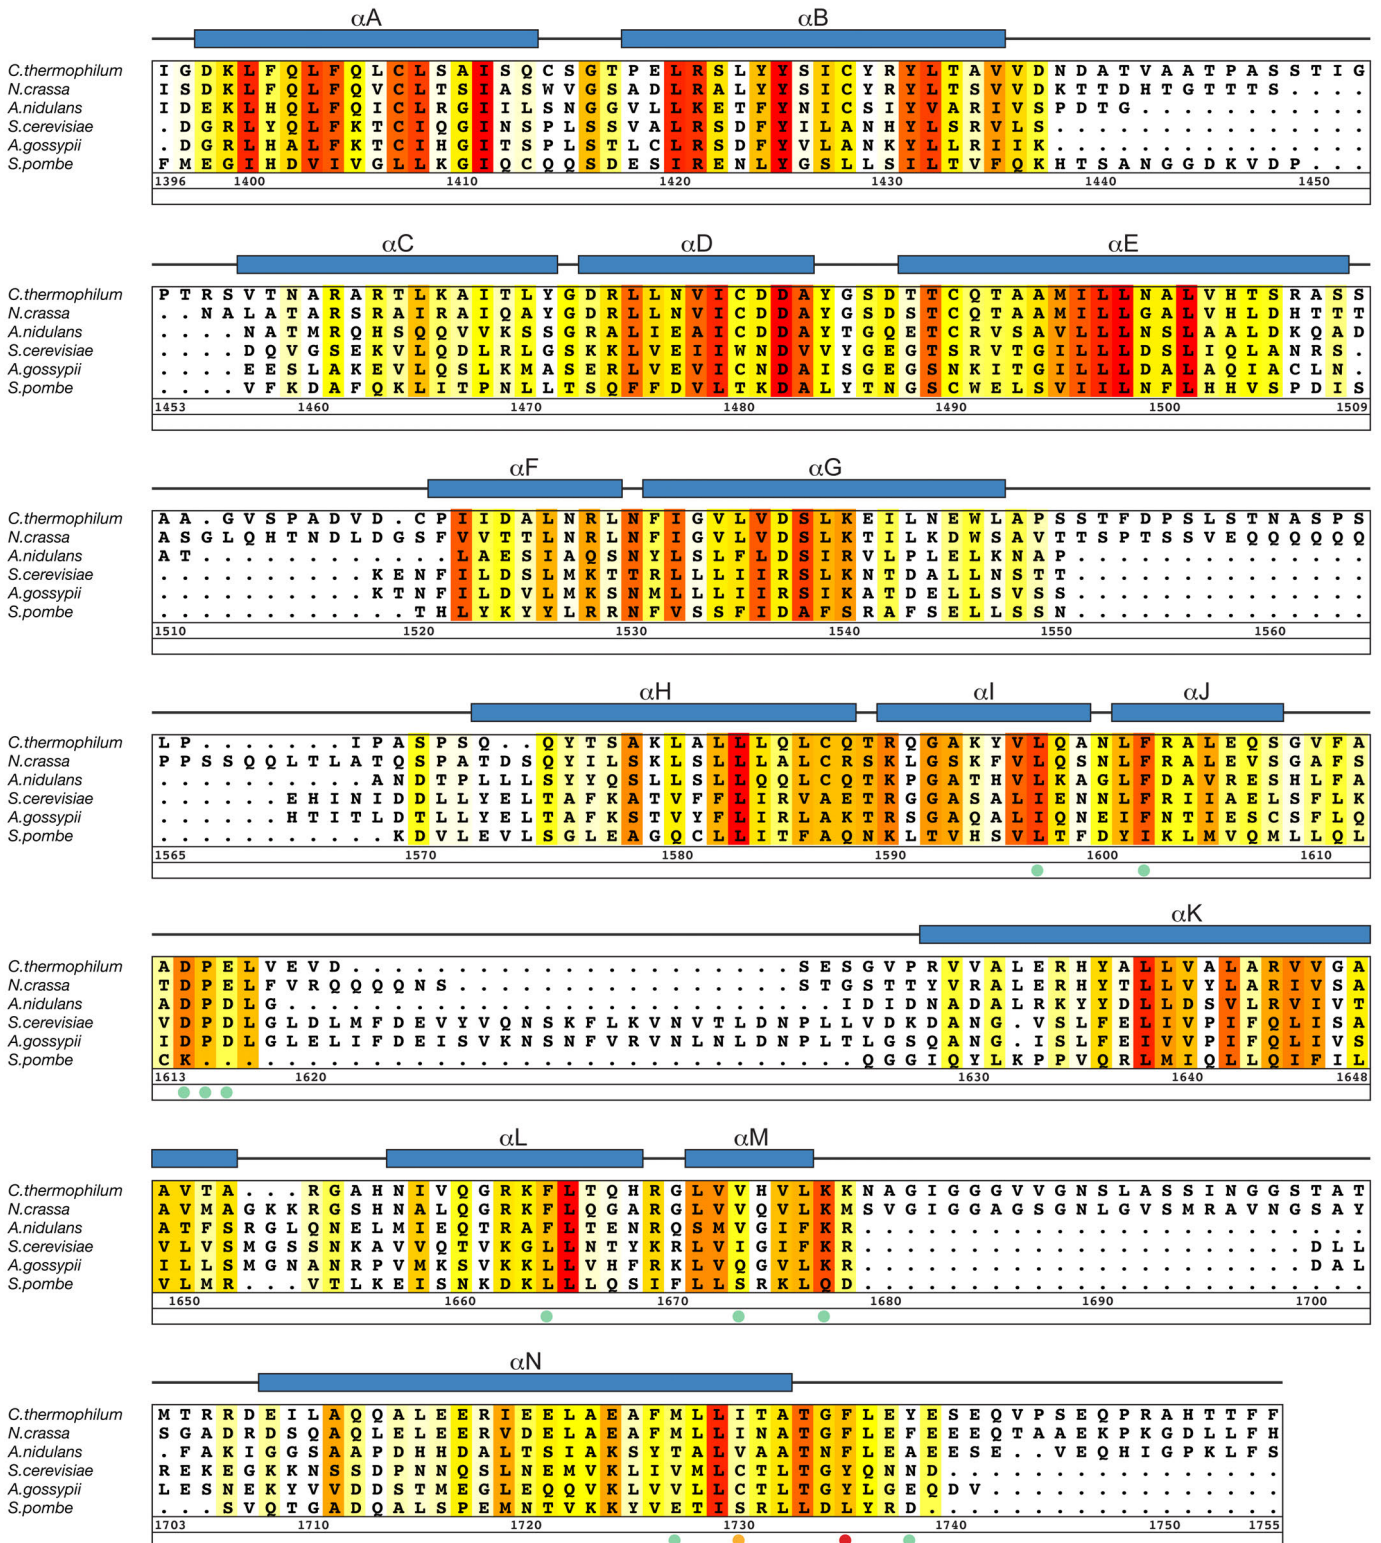 αA αB
C.thermophilum I G D K L F Q L F Q L C L S A I S Q C S G T P E L R S L Y Y S I C Y R Y L T A V V D N D A T V A A T P A S S T I G
N.crassa I S D K L F Q L F Q V C L T S I A S W V G S A D L R A L Y Y S I C Y R Y L T S V V D K T T D H T G T T T S . . . .
A.nidulans I D E K L H Q L F Q I C L R G I I L S N G G V L L K E T F Y N I C S I Y V A R I V S P D T G . . . . . . . . . . .
S.cerevisiae . D G R L Y Q L F K T C I Q G I N S P L S S V A L R S D F Y I L A N H Y L S R V L S . . . . . . . . . . . . . . .
A.gossypii . D G R L H A L F K T C I H G I T S P L S T L C L R S D F Y V L A N K Y L L R I I K . . . . . . . . . . . . . . .
S.pombe F M E G I H D V I V G L L K G I Q C Q Q S D E S I R E N L Y G S L L S Y L T V F Q K H T S A N G G D K V D P . . .
1396 1400 1410 1420 1430 1440 1450
αC αD αE
C.thermophilum P T R S V T N A R A R T L K A I T L Y G D R L L N V I C D D A Y G S D T T C Q T A A M I L L N A L V H T S R A S S
N.crassa . . N A L A T A R S R A I R A I Q A Y G D R L L N V I C D D A Y G S D S T C Q T A A M I L L G A L V H L D H T T T
A.nidulans . . . . N A T M R Q H S Q Q V V K S S G R A L I E A I C D D A Y T G Q E T C R V S A V L L L N S L A A L D K Q A D
S.cerevisiae . . . . D Q V G S E K V L Q D L R L G S K K L V E I I W N D V V Y G E G T S R V T G I L L L D S L I Q L A N R S .
A.gossypii . . . . E E S L A K E V L Q S L K M A S E R L V E V I C N D A I S G E G S N K I T G I L L L D A L A Q I A C L N .
S.pombe . . . . V F K D A F Q K L I T P N L L T S Q F F D V L T K D A L Y T N G S C W E L S V I I L N F L H H V S P D I S
1453 1460 1470 1480 1490 1500 1509
αF αG
C.thermophilum A A . G V S P A D V D . C P I I D A L N R L N F I G V L V D S L K E I L N E W L A P S S T F D P S L S T N A S P S
N.crassa A S G L Q H T N D L D G S F V V T T L N R L N F I G V L V D S L K T I L K D W S A V T T S P T S S V E Q Q Q Q Q Q
A.nidulans A T . . . . . . . . . . . . L A E S I A Q S N Y L S L F L D S I R V L P L E L K N A P . . . . . . . . . . . . . .
S.cerevisiae . . . . . . . . . . K E N F I L D S L M K T T R L L L I I R S L K N T D A L L N S T T . . . . . . . . . . . . . .
A.gossypii . . . . . . . . . . K T N F I L D V L M K S N M L L L I I R S I K A T D E L L S V S S . . . . . . . . . . . . . .
S.pombe . . . . . . . . . . . . T H L Y K Y Y L R R N F V S S F I D A F S R A F S E L L S S N . . . . . . . . . . . . . .
1510 1520 1530 1540 1550 1560
αH αI αJ
C.thermophilum L P . . . . . . . I P A S P S Q . . Q Y T S A K L A L L L Q L C Q T R Q G A K Y V L Q A N L F R A L E Q S G V F A
N.crassa P P S S Q Q L T L A T Q S P A T D S Q Y I L S K L S L L L A L C R S K L G S K F V L Q S N L F R A L E V S G A F S
A.nidulans . . . . . . . . . . A N D T P L L L S Y Y Q S L L S L L Q Q L C Q T K P G A T H V L K A G L F D A V R E S H L F A
S.cerevisiae . . . . . . E H I N I D D L L Y E L T A F K A T V F F L I R V A E T R G G A S A L I E N N L F R I I A E L S F L K
A.gossypii . . . . . . H T I T L D T L L Y E L T A F L K S T V Y F L I R L A K T R S G A Q A L I Q N E I F N T I E S C S F L Q
S.pombe . . . . . . . . . . . K D V L E V L S G L E A G Q C L L I T F A Q N K L T V H S V L T F D Y I K L M V Q M L L Q L
1565 1570 1580 1590 1600 1610
αK
C.thermophilum A D P E L V E V D . . . . . . . . . . . . . . . . . . . . . S E S G V P R V V A L E R H Y A L L V A L A R V V G A
N.crassa T D P E L F V R Q Q Q Q N S . . . . . . . . . . . . . . . . S T G S T T Y V R A L E R H Y T L L V Y L A R I V S A
A.nidulans A D P D L G . . . . . . . . . . . . . . . . . . . . . . . . . . I D I D N A D A L R K Y Y D L L D S V L R V I V T
S.cerevisiae V D P D L G L D L M F D E V Y V Q N S K F L K V N V T L D N P L L V D K D A N G . V S L F E L I V P I F Q L I S A
A.gossypii I D P D L G L E L I F D E I S V K N S N F V R V N L N L D N P L T L G S Q A N G . I S L F E I V V P I F Q L I V S
S.pombe C K . . . . . . . . . . . . . . . . . . . . . . . . . . . . . . . Q G G I Q Y L K P P V Q R L M I Q L L Q I F I L
1613 1620 1630 1640 1648
αL αM
C.thermophilum A V T A . . . R G A H N I V Q G R K F L T Q H R G L V V H V L K K N A G I G G G V V G N S L A S S I N G G S T A T
N.crassa A V M A G K K R G S H N A L Q G R K F L Q G A R G L V V Q V L K M S V G I G G A G S G N L G V S M R A V N G S A Y
A.nidulans A T F S R G L Q N E L M I E Q T R A F L T E N R Q S M V G I F K R . . . . . . . . . . . . . . . . . . . . . . . .
S.cerevisiae V L V S M G S S N K A V V Q T V K G L L N T Y K R L V I G I F K R . . . . . . . . . . . . . . . . . . . . . D L L
A.gossypii I L L S M G N A N R P V M K S V K K L L V H F R K L V Q G V L K R . . . . . . . . . . . . . . . . . . . . . D A L
S.pombe V L M R . . . V T L K E I S N K D K L L L Q S I F L L S R K L Q D . . . . . . . . . . . . . . . . . . . . . . . .
1650 1660 1670 1680 1690 1700
αN
C.thermophilum M T R R D E I L A Q Q A L E E R I E E L A E A F M L L I T A T G F L E Y E S E Q V P S E Q P R A H T T F F
N.crassa S G A D R D S Q A Q L E L E E R V D E L A E A F M L L I N A T G F L E F E E E Q T A A E K P K G D L L F H
A.nidulans . F A K I G G S A A P D H H D A L T S I A K S Y T A L V A A T N F L E A E E S E . . V E Q H I G P K L F S
S.cerevisiae R E K E G K K N S S D P N N Q S L N E M V K L I V M L C T L T G Y Q N N D . . . . . . . . . . . . . . . .
A.gossypii L E S N E K Y V V D D S T M E G L E Q Q V K L V V L L C T L T G Y L G E Q D V . . . . . . . . . . . . . .
S.pombe . . . S V Q T G A D Q A L S P E M N T V K K Y V E T I S R L L D L Y R D . . . . . . . . . . . . . . . . .
1703 1710 1720 1730 1740 1750 1755